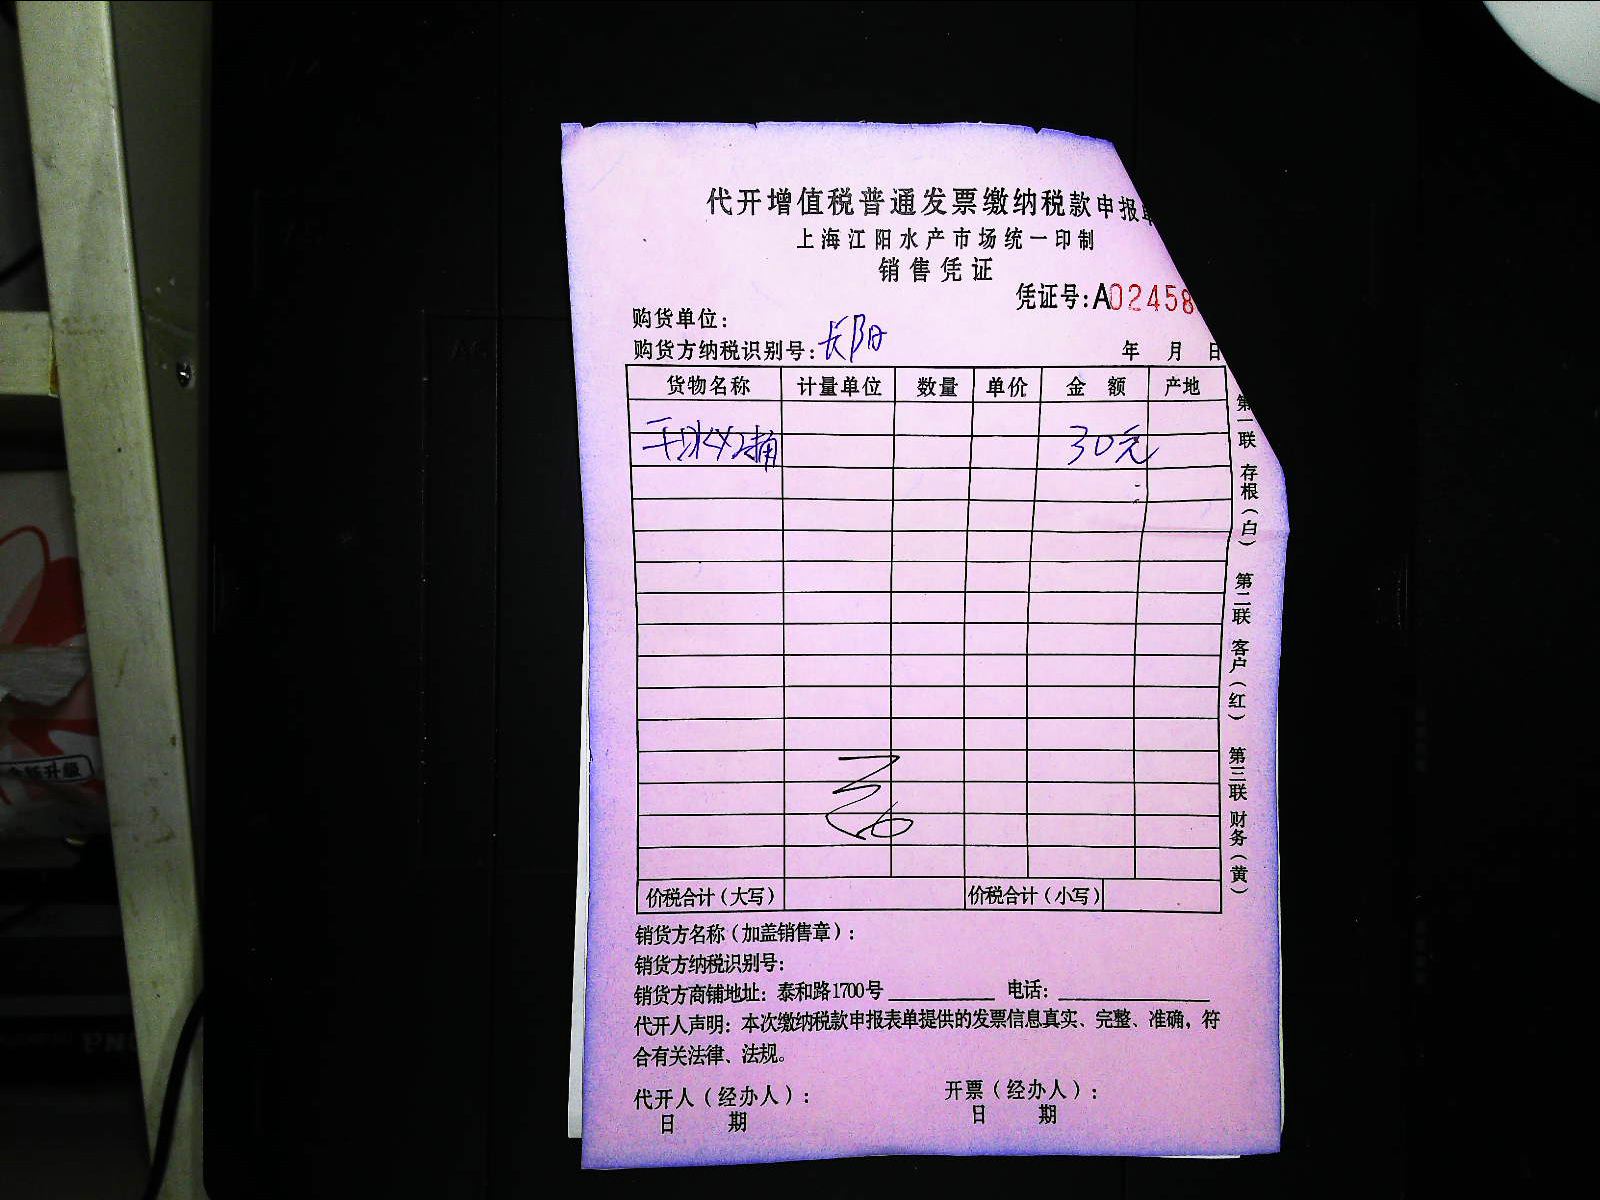 代开增值税普通发票缴纳税款申报单
上海江阳水产市场统一印制
销售凭证
凭证号:A02458
购货单位:
购货方纳税识别号: 长阳
年 月 日
货物名称 计量单位 数量 单价 金 额 产地
干冰4×2桶 30元
价税合计(大写) 价税合计(小写)
销货方名称(加盖销售章):
销货方纳税识别号:
销货方商铺地址: 泰和路1700号 电话:
代开人声明: 本次缴纳税款申报表单提供的发票信息真实、完整、准确, 符
合有关法律、法规。
代开人(经办人): 开票(经办人):
日 期 日 期
第一联 存根(白) 第二联 客户(红) 第三联 财务(黄)